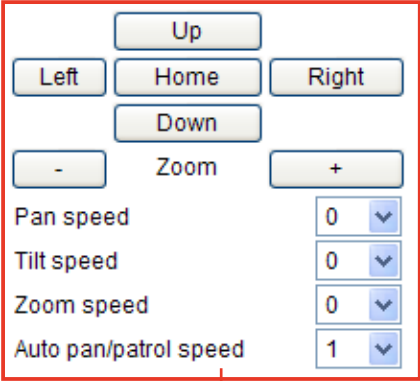 Up
Left Home Right
Down
- Zoom +
Pan speed 0
Tilt speed 0
Zoom speed 0
Auto pan/patrol speed 1